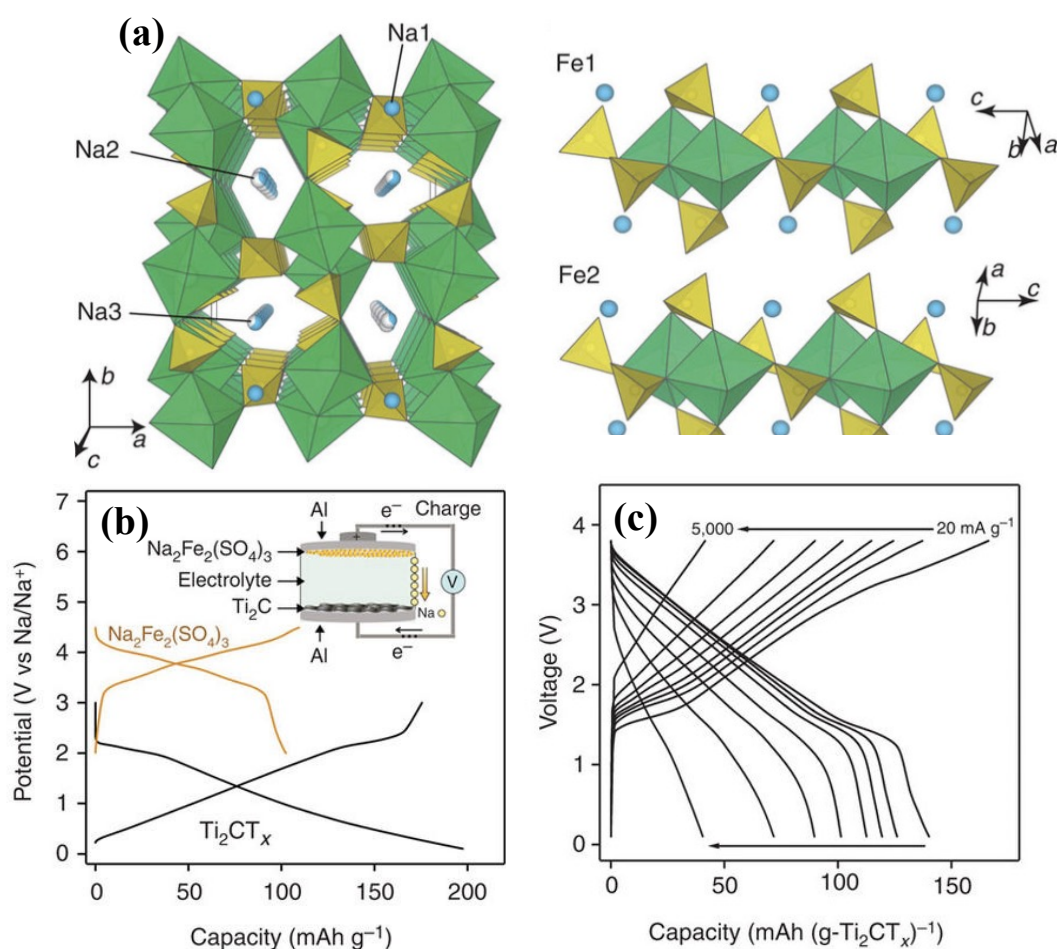 (a)
Na1
Na2
Na3
b
a
c
Fe1
c
b
a
Fe2
a
c
b
(b)
7
6
5
4
3
2
1
0
Potential (V vs Na/Na⁺)
0
50
100
150
200
Capacity (mAh g⁻¹)
Na₂Fe₂(SO₄)₃
Ti₂CTₓ
Al
e⁻
Charge
+
Na₂Fe₂(SO₄)₃
Electrolyte
V
Ti₂C
Na
Al
e⁻
(c)
5,000
20 mA g⁻¹
4
3
2
1
0
Voltage (V)
0
50
100
150
Capacity (mAh (g-Ti₂CTₓ)⁻¹)